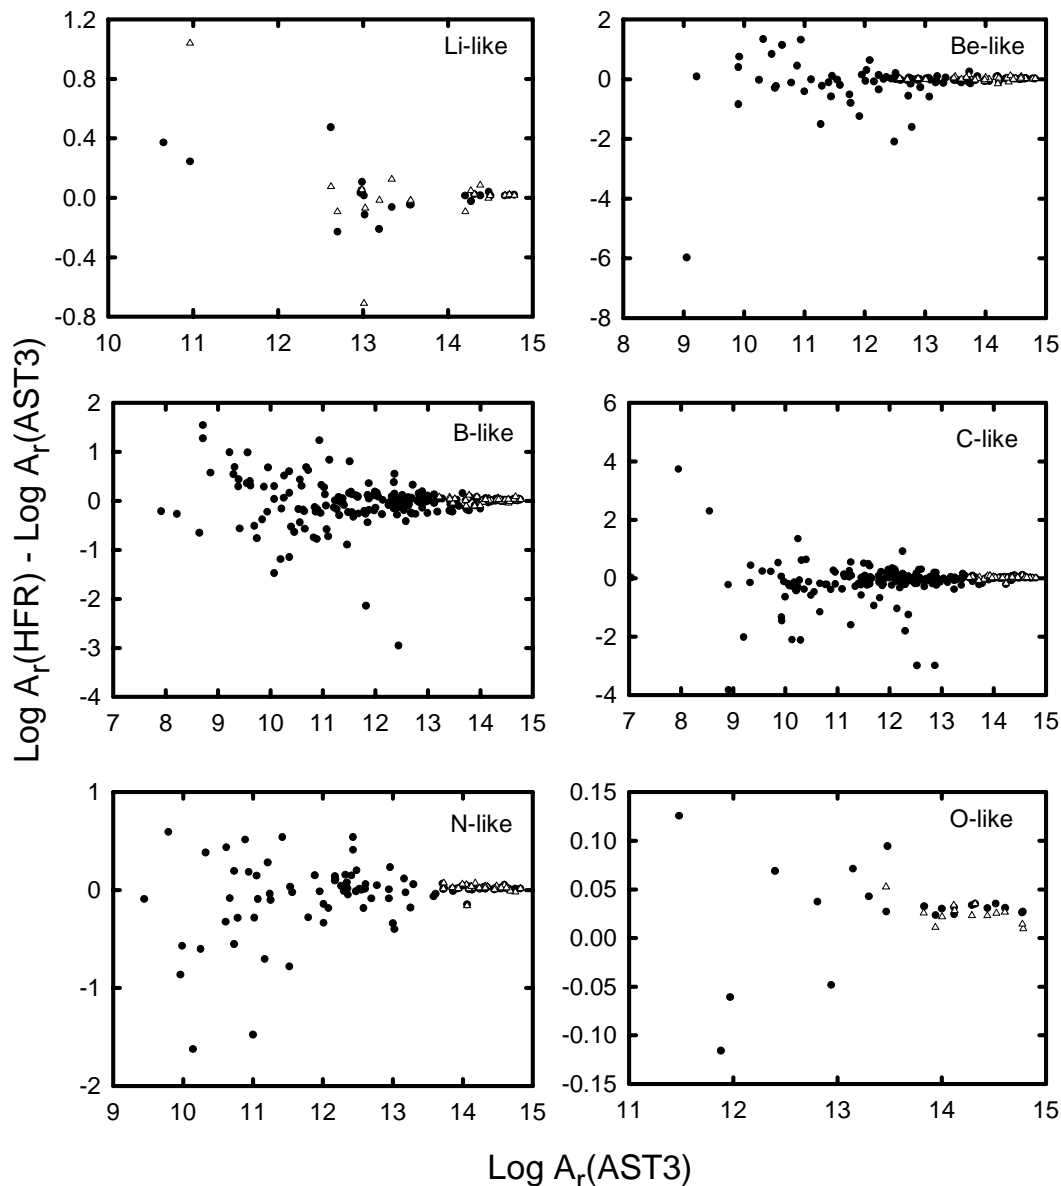 1.2
0.8
0.4
0.0
-0.4
-0.8
10 11 12 13 14 15
Li-like
2
0
-2
-4
-6
-8
8 9 10 11 12 13 14 15
Be-like
2
1
0
-1
-2
-3
-4
7 8 9 10 11 12 13 14 15
B-like
6
4
2
0
-2
-4
7 8 9 10 11 12 13 14 15
C-like
1
0
-1
-2
9 10 11 12 13 14 15
N-like
0.15
0.10
0.05
0.00
-0.05
-0.10
-0.15
11 12 13 14 15
O-like
Log Ar(HFR) - Log Ar(AST3)
Log Ar(AST3)